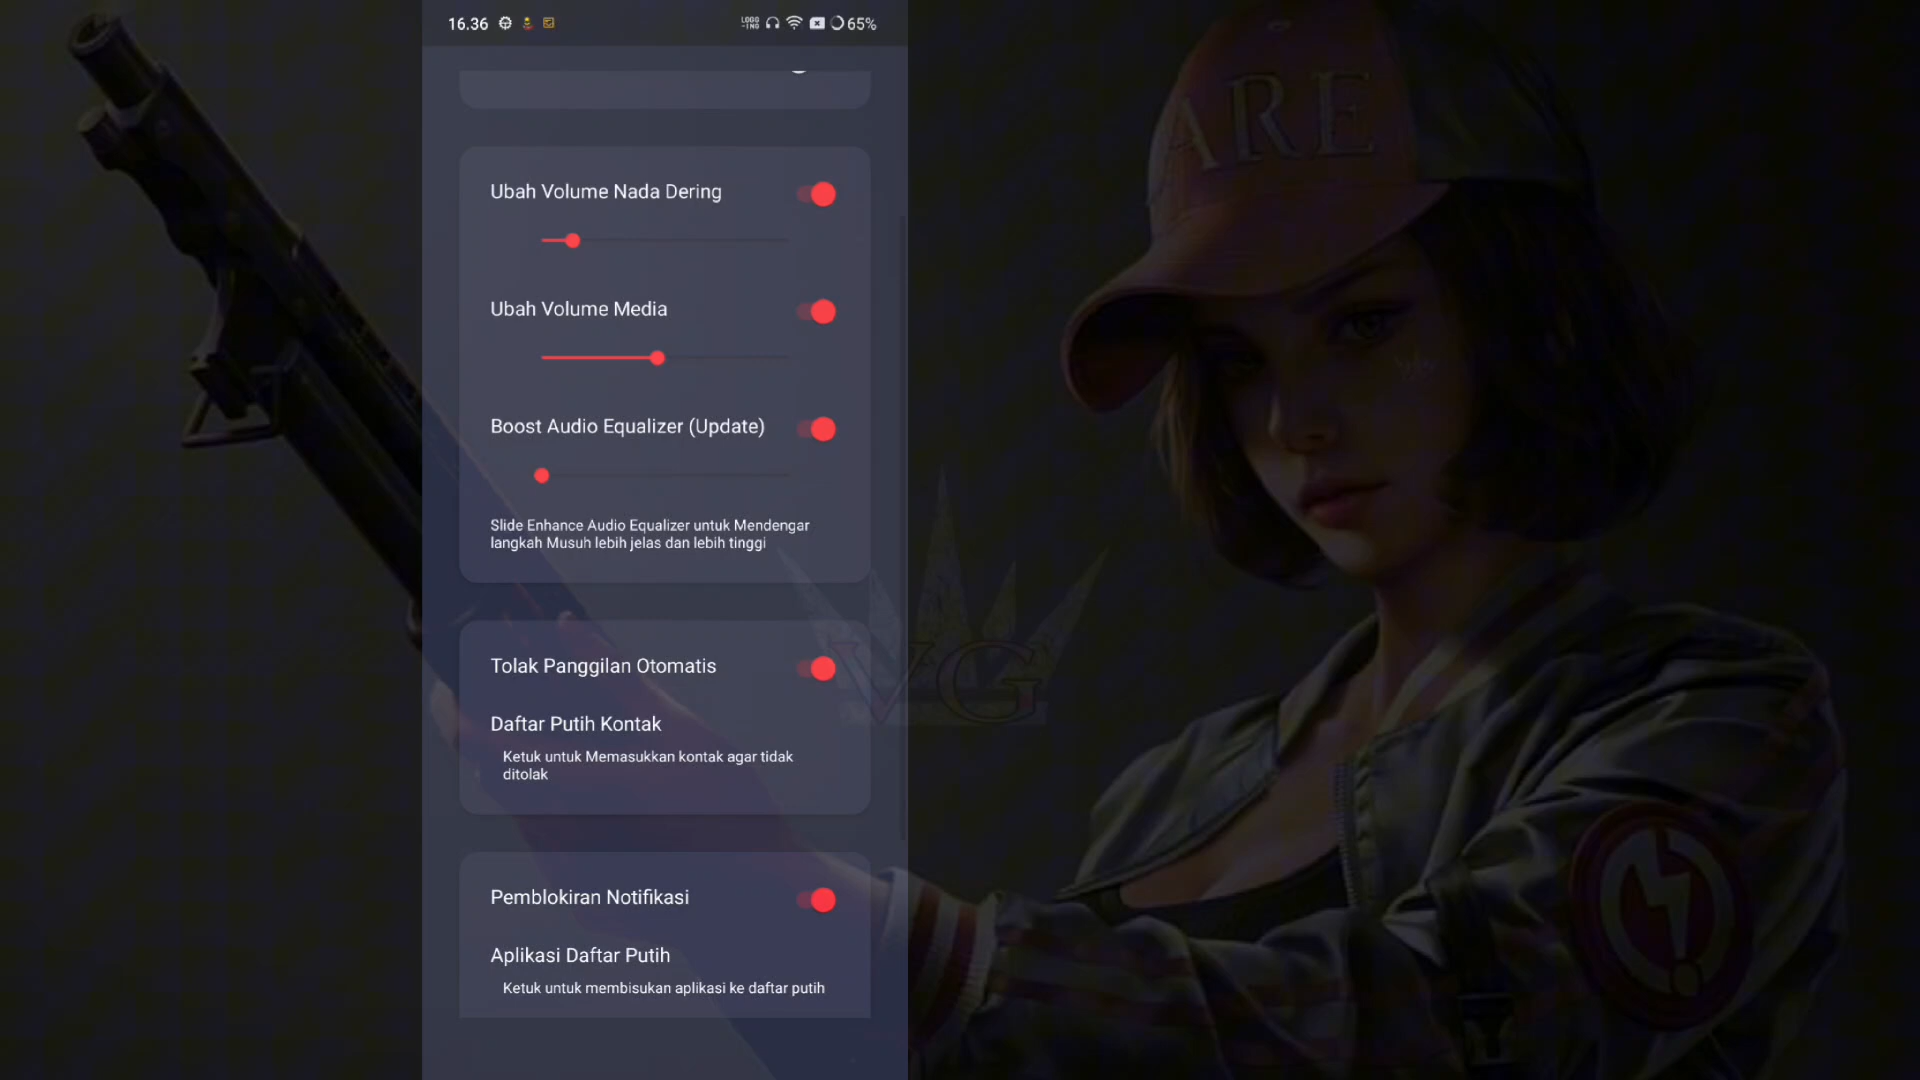 16.36
65%
ARE
Ubah Volume Nada Dering
Ubah Volume Media
Boost Audio Equalizer (Update)
Slide Enhance Audio Equalizer untuk Mendengar
langkah Musuh lebih jelas dan lebih tinggi
VG
Tolak Panggilan Otomatis
Daftar Putih Kontak
Ketuk untuk Memasukkan kontak agar tidak
ditolak
Pemblokiran Notifikasi
Aplikasi Daftar Putih
Ketuk untuk membisukan aplikasi ke daftar putih